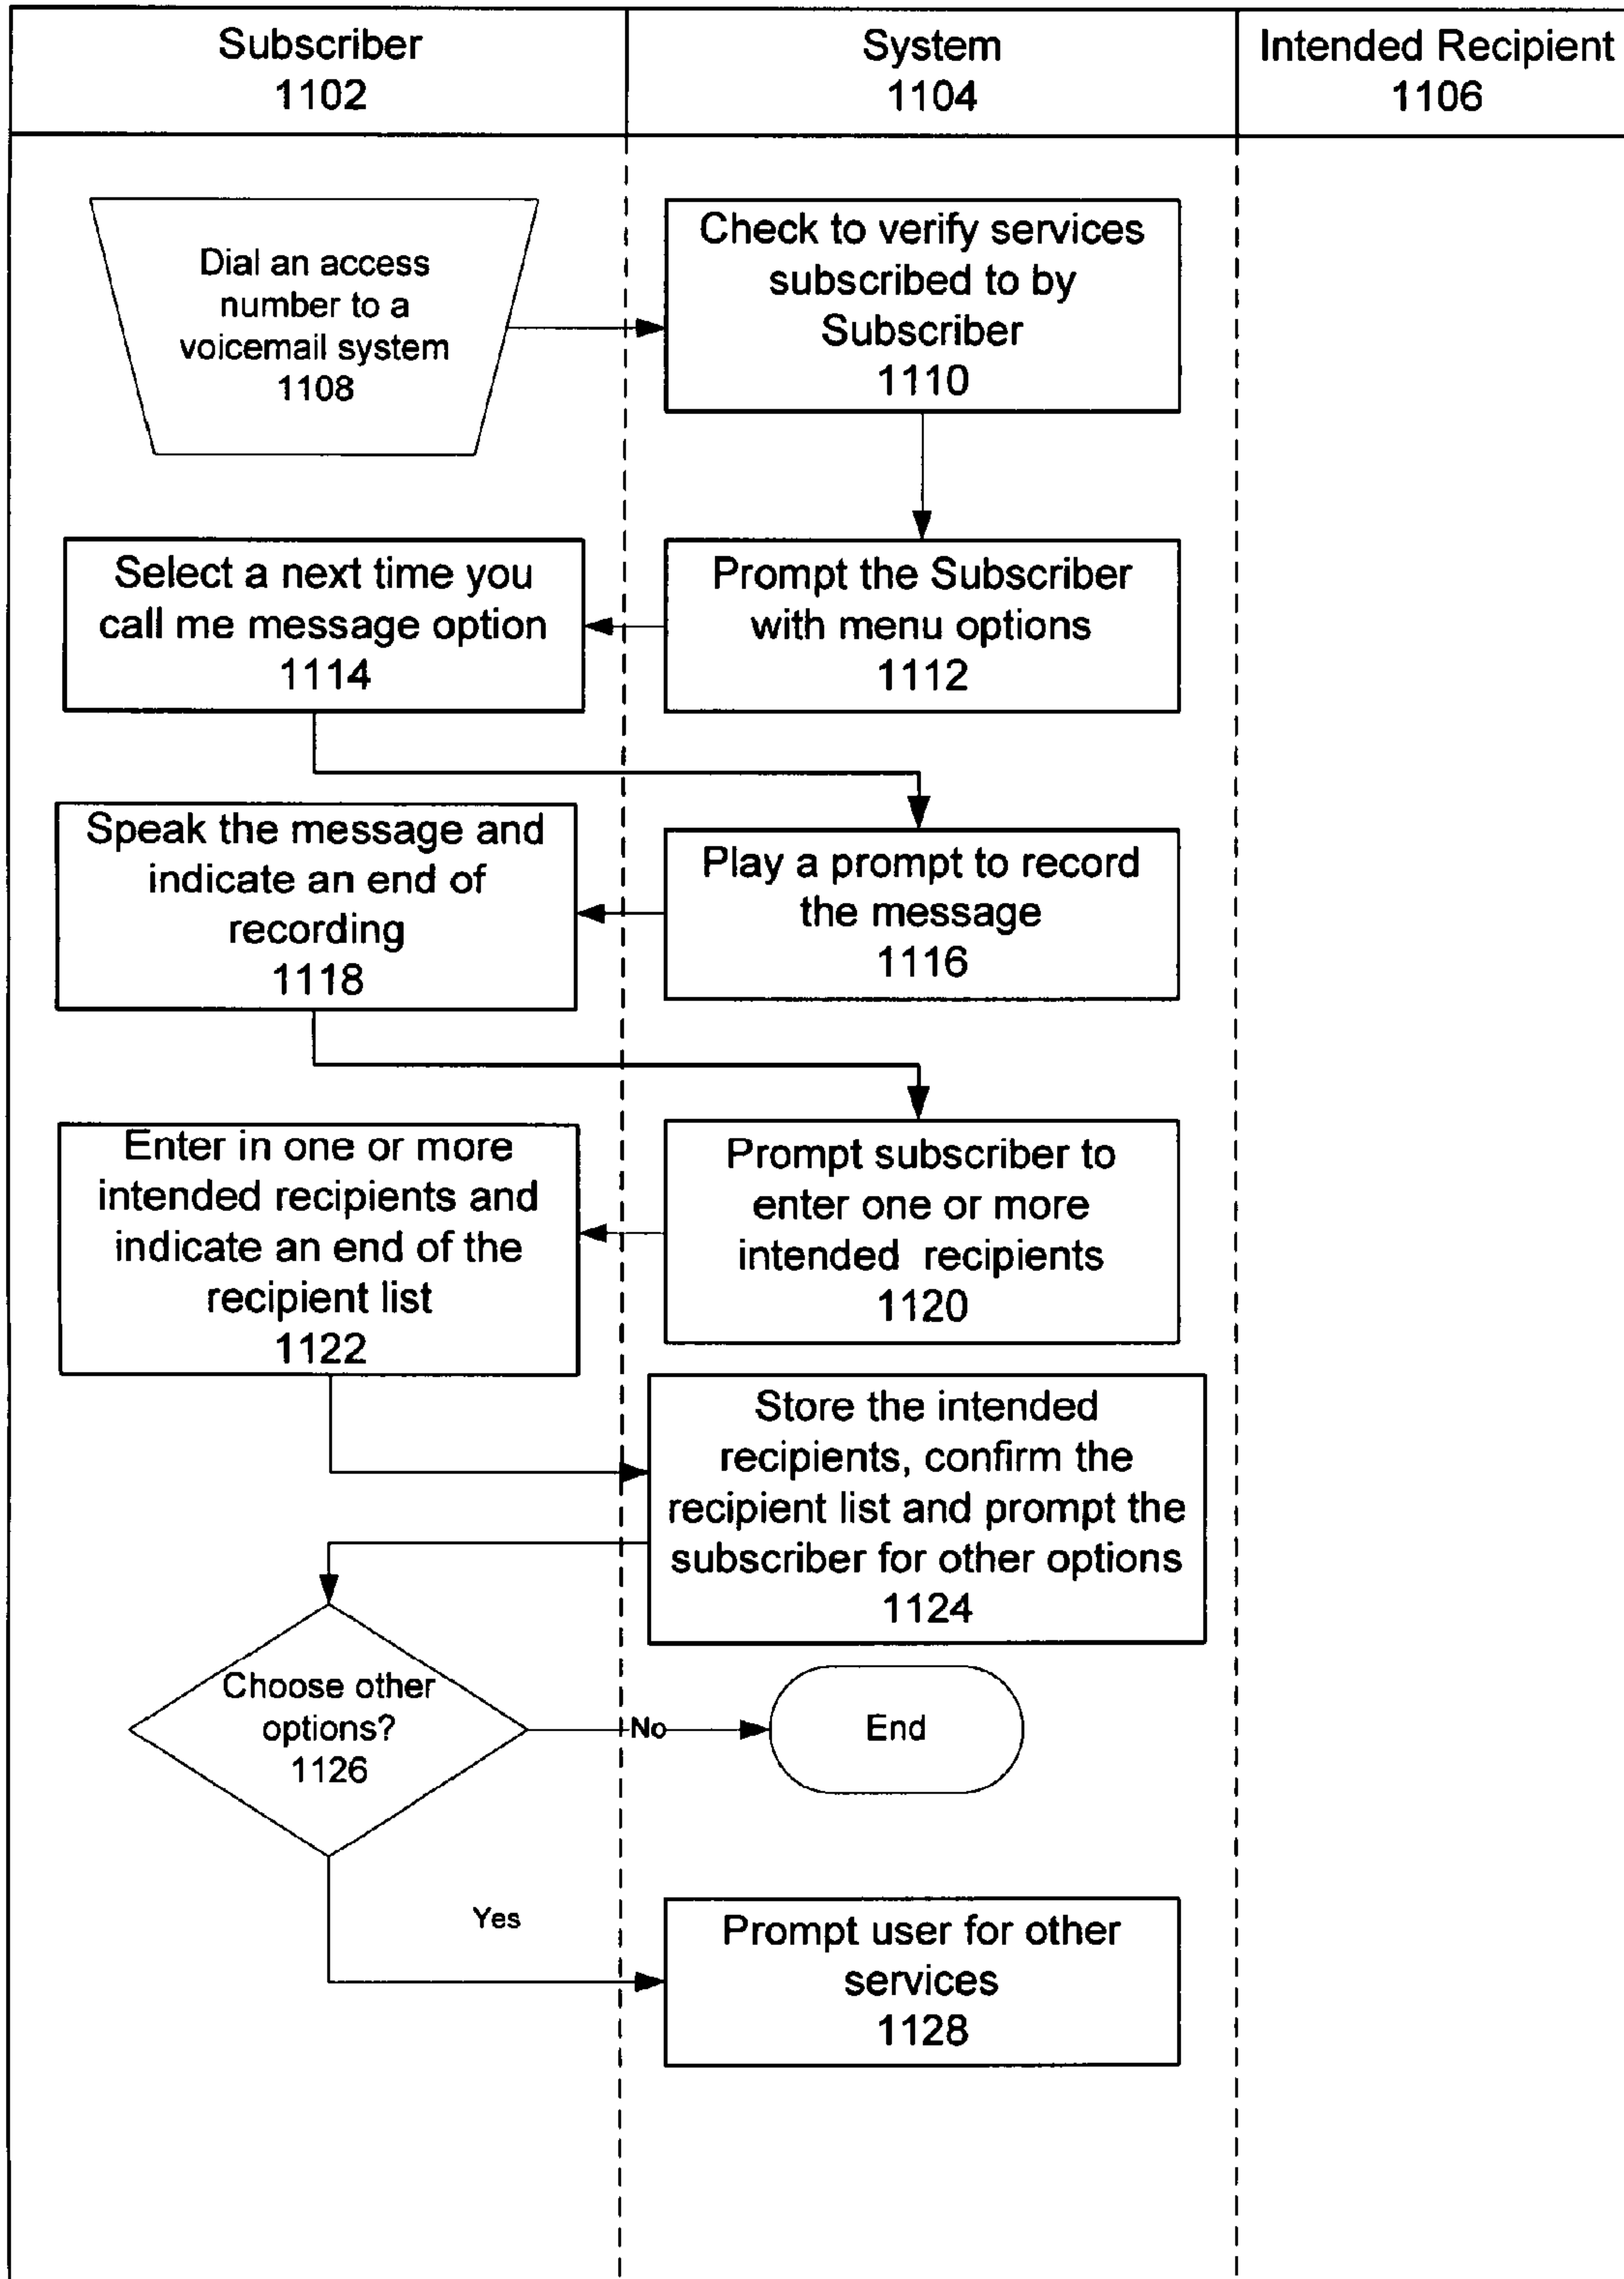 Subscriber
1102
System
1104
Intended Recipient
1106
Dial an access
number to a
voicemail system
1108
Check to verify services
subscribed to by
Subscriber
1110
Select a next time you
call me message option
1114
Prompt the Subscriber
with menu options
1112
Speak the message and
indicate an end of
recording
1118
Play a prompt to record
the message
1116
Enter in one or more
intended recipients and
indicate an end of the
recipient list
1122
Prompt subscriber to
enter one or more
intended recipients
1120
Store the intended
recipients, confirm the
recipient list and prompt the
subscriber for other options
1124
Choose other
options?
1126
No
End
Yes
Prompt user for other
services
1128